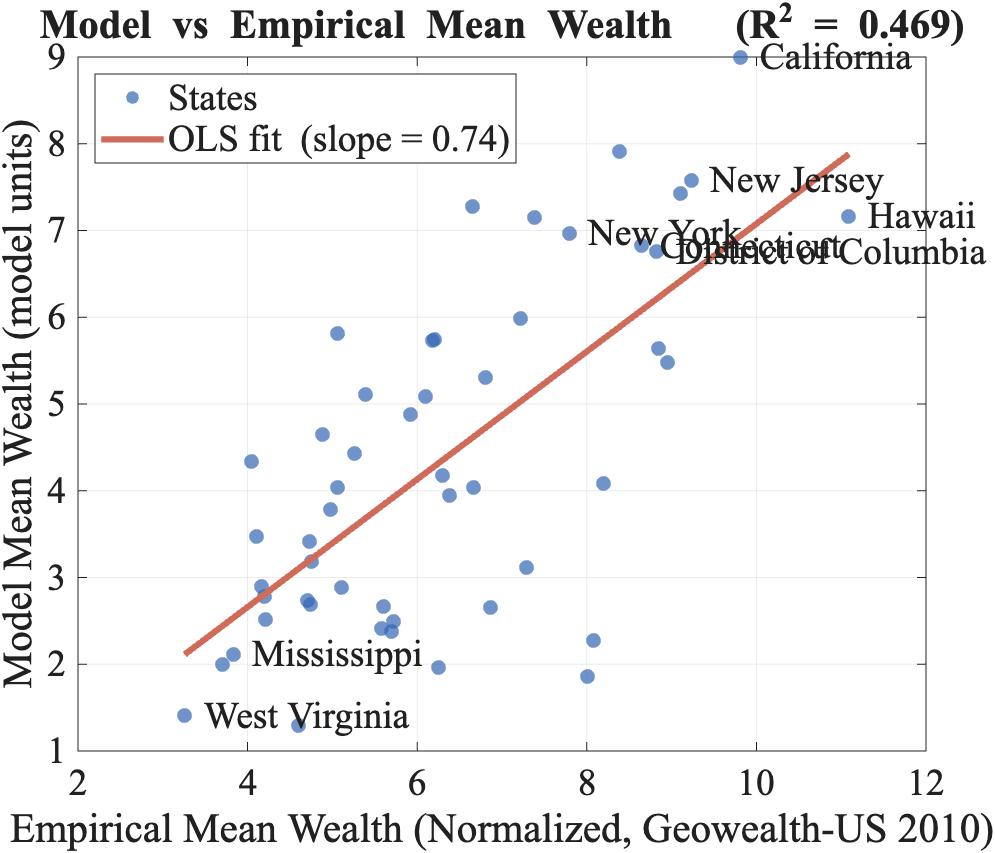 Model vs Empirical Mean Wealth (R² = 0.469)
9
California
States
OLS fit (slope = 0.74)
8
New Jersey
7
Hawaii
New York
Connecticut
District of Columbia
6
5
4
3
Mississippi
2
West Virginia
1
2 4 6 8 10 12
Model Mean Wealth (model units)
Empirical Mean Wealth (Normalized, Geowealth-US 2010)